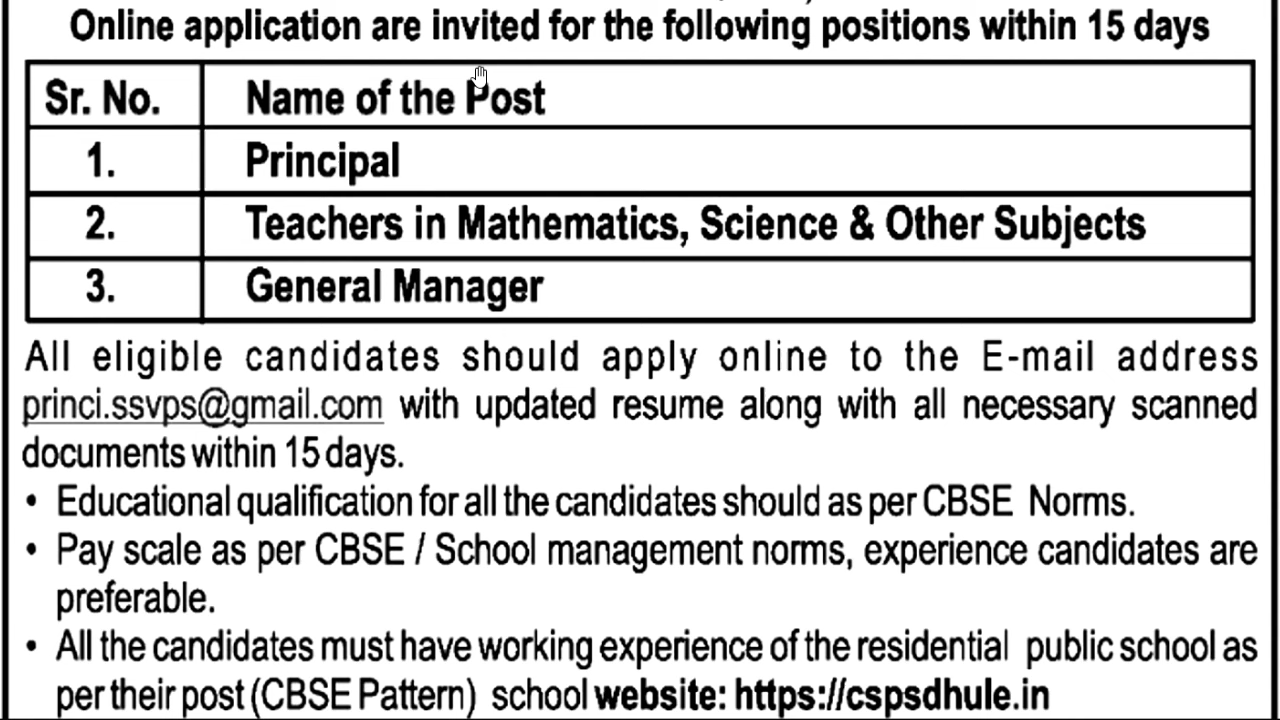 Online application are invited for the following positions within 15 days
Sr. No. Name of the Post
1. Principal
2. Teachers in Mathematics, Science & Other Subjects
3. General Manager
All eligible candidates should apply online to the E-mail address
princi.ssvps@gmail.com with updated resume along with all necessary scanned
documents within 15 days.
• Educational qualification for all the candidates should as per CBSE Norms.
• Pay scale as per CBSE / School management norms, experience candidates are
preferable.
• All the candidates must have working experience of the residential public school as
per their post (CBSE Pattern) school website: https://cspsdhule.in